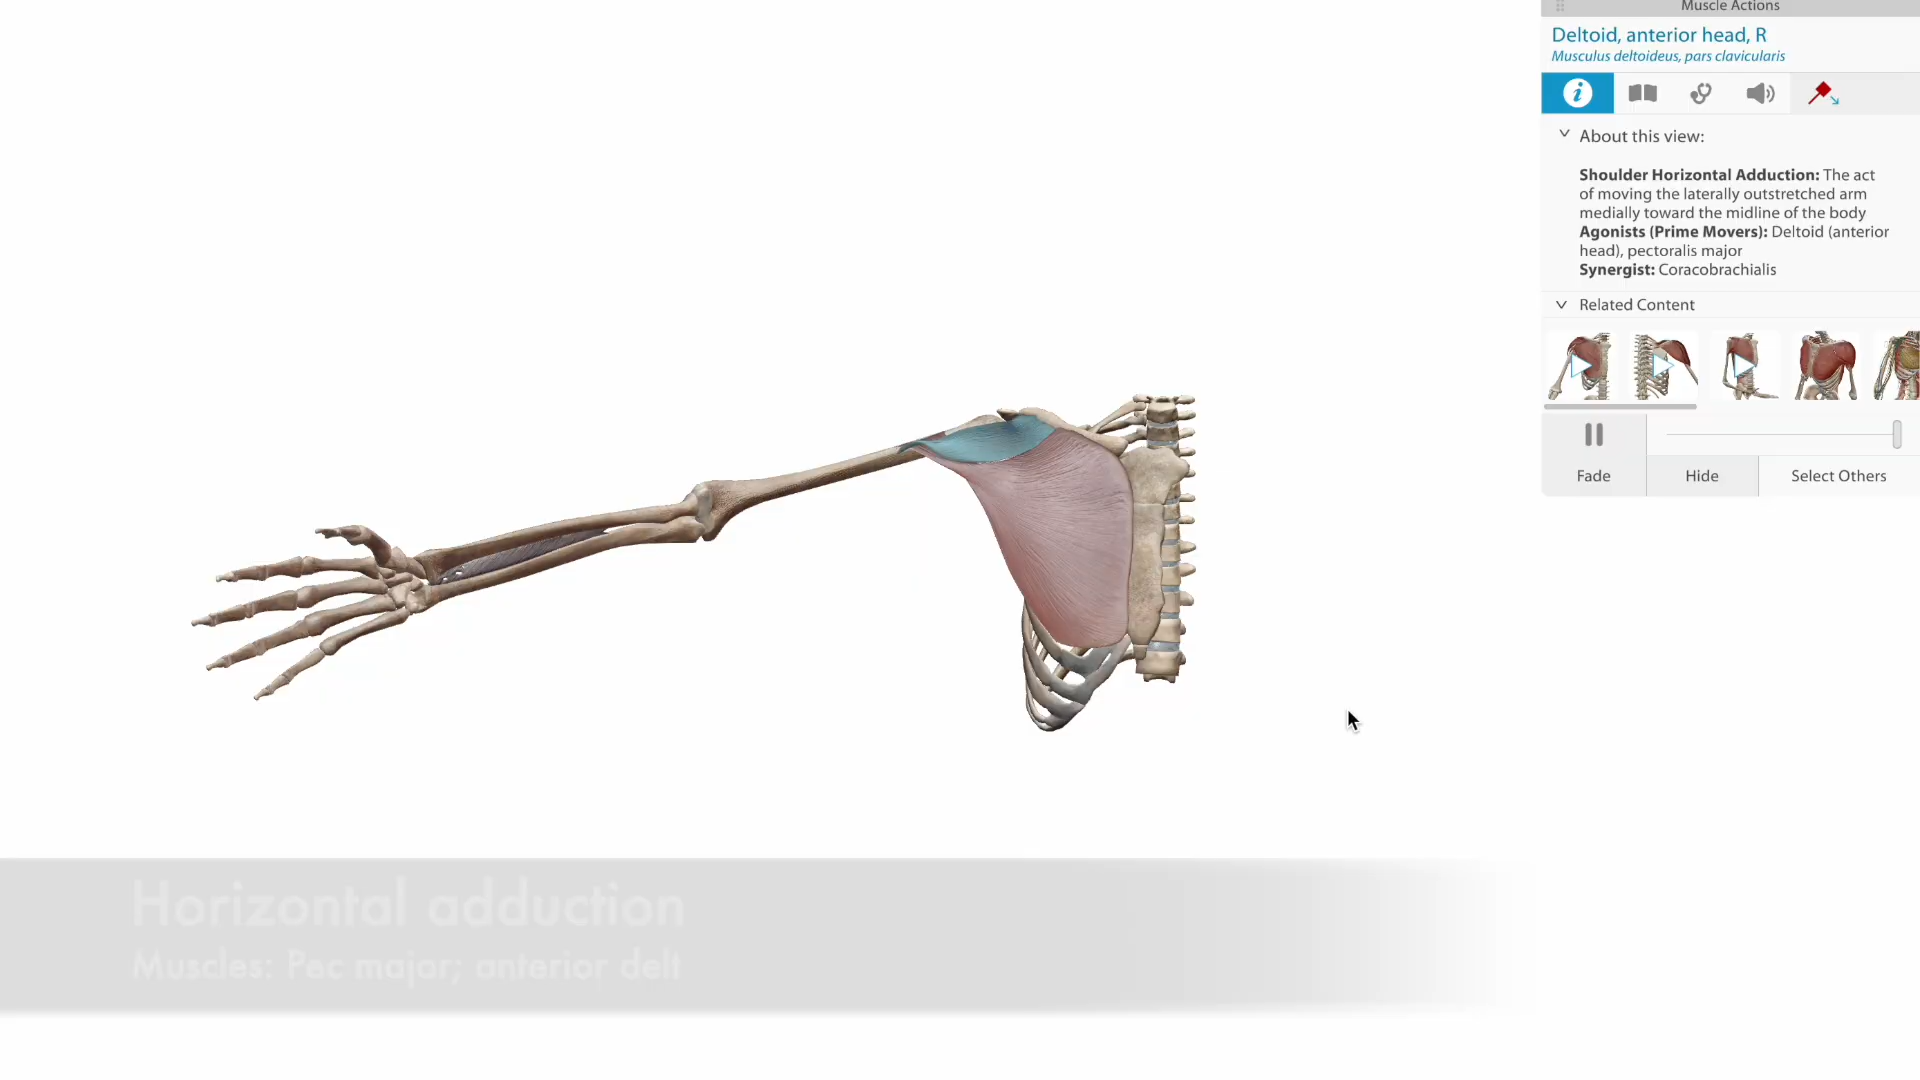 Muscle Actions
Deltoid, anterior head, R
Musculus deltoideus, pars clavicularis
About this view:
Shoulder Horizontal Adduction: The act
of moving the laterally outstretched arm
medially toward the midline of the body
Agonists (Prime Movers): Deltoid (anterior
head), pectoralis major
Synergist: Coracobrachialis
Related Content
Fade
Hide
Select Others
Horizontal adduction
Muscles: Pec major; anterior delt